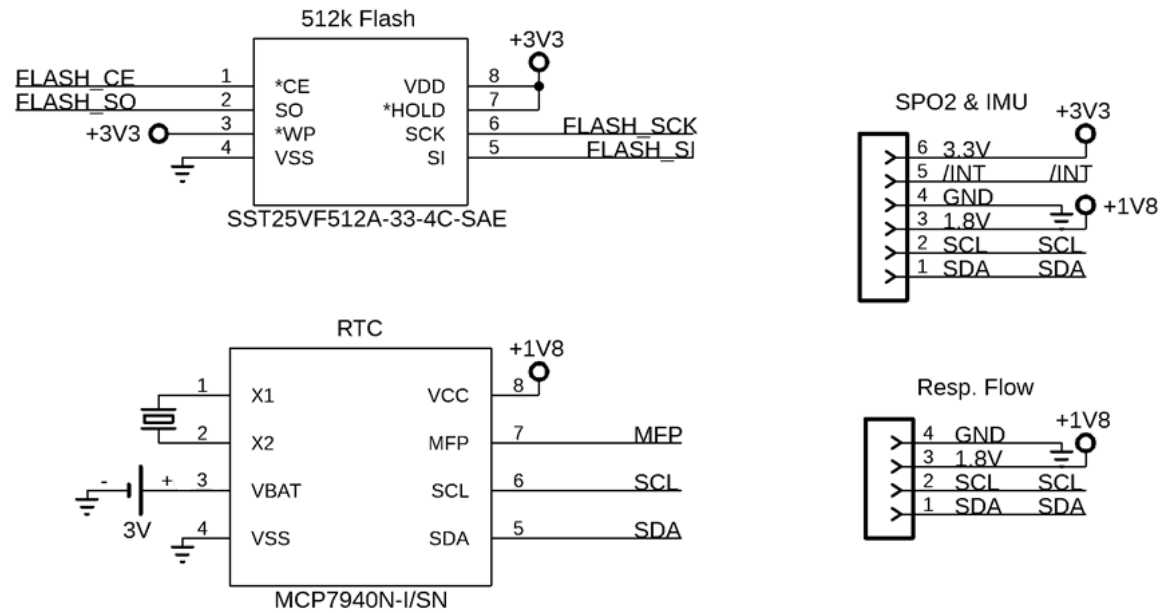 512k Flash
+3V3
FLASH_CE 1 *CE VDD 8
FLASH_SO 2 SO *HOLD 7
+3V3 3 *WP SCK 6 FLASH_SCK
4 VSS SI 5 FLASH_SI
SST25VF512A-33-4C-SAE
SPO2 & IMU
+3V3
6 3.3V
5 /INT /INT
4 GND
+1V8
3 1.8V
2 SCL SCL
1 SDA SDA
RTC
+1V8
1 X1 VCC 8
2 X2 MFP 7 MFP
- + 3 VBAT SCL 6 SCL
3V
4 VSS SDA 5 SDA
MCP7940N-I/SN
Resp. Flow
+1V8
4 GND
3 1.8V
2 SCL SCL
1 SDA SDA